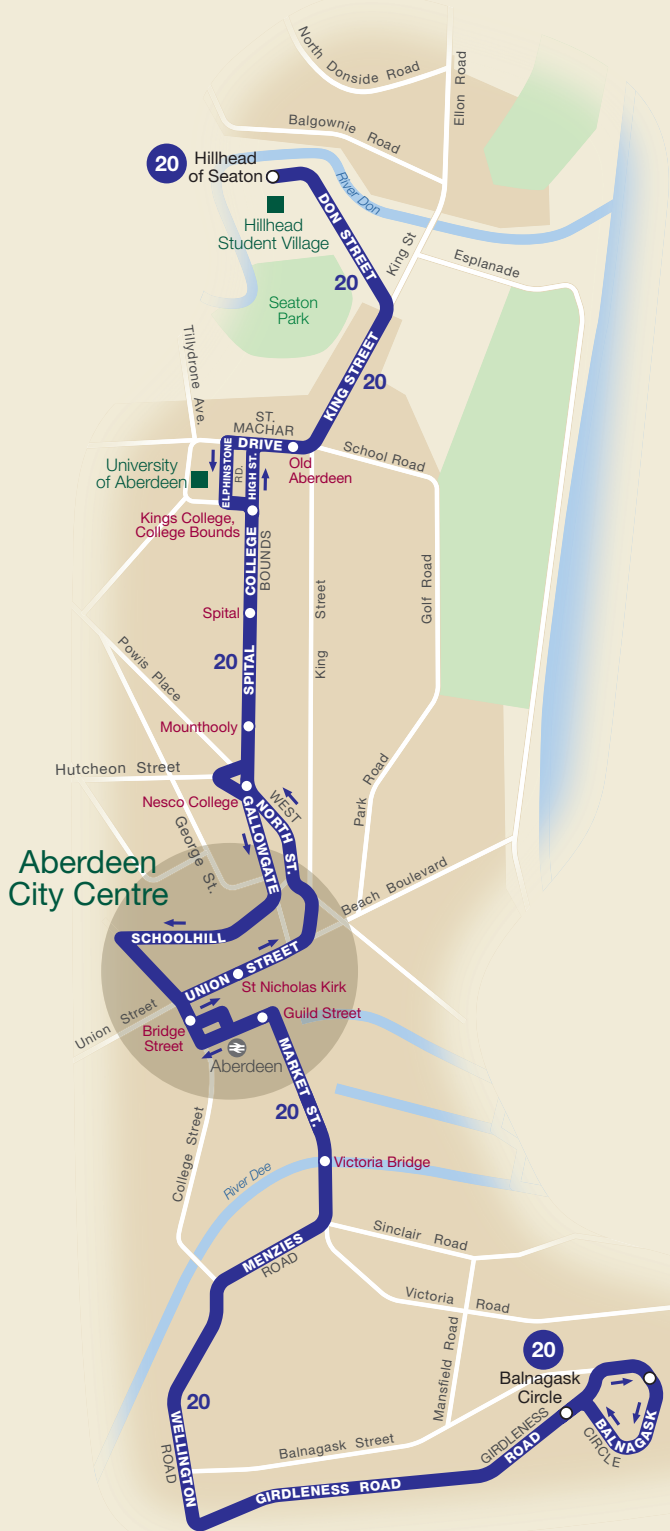 North Donside Road
Ellon Road
Balgownie Road
20
Hillhead
of Seaton
River Don
DON STREET
Hillhead
Student Village
King St
Esplanade
20
Seaton
Park
KING STREET
20
Tillydrone Ave.
ST.
MACHAR
DRIVE
School Road
Old
Aberdeen
ELPHINSTONE
RD.
HIGH ST.
University
of Aberdeen
Kings College,
College Bounds
COLLEGE
BOUNDS
King Street
Golf Road
Spital
Powis Place
20
SPITAL
Mounthooly
Hutcheon Street
Park Road
Nesco College
WEST
NORTH ST.
GALLOWGATE
George St.
Aberdeen
City Centre
Beach Boulevard
SCHOOLHILL
UNION STREET
St Nicholas Kirk
Union Street
Bridge
Street
Guild Street
Aberdeen
MARKET ST.
20
College Street
River Dee
Victoria Bridge
Sinclair Road
MENZIES
ROAD
Victoria Road
Mansfield Road
20
Balnagask
Circle
20
WELLINGTON
ROAD
Balnagask Street
GIRDLENESS
ROAD
BALNAGASK
CIRCLE
GIRDLENESS ROAD